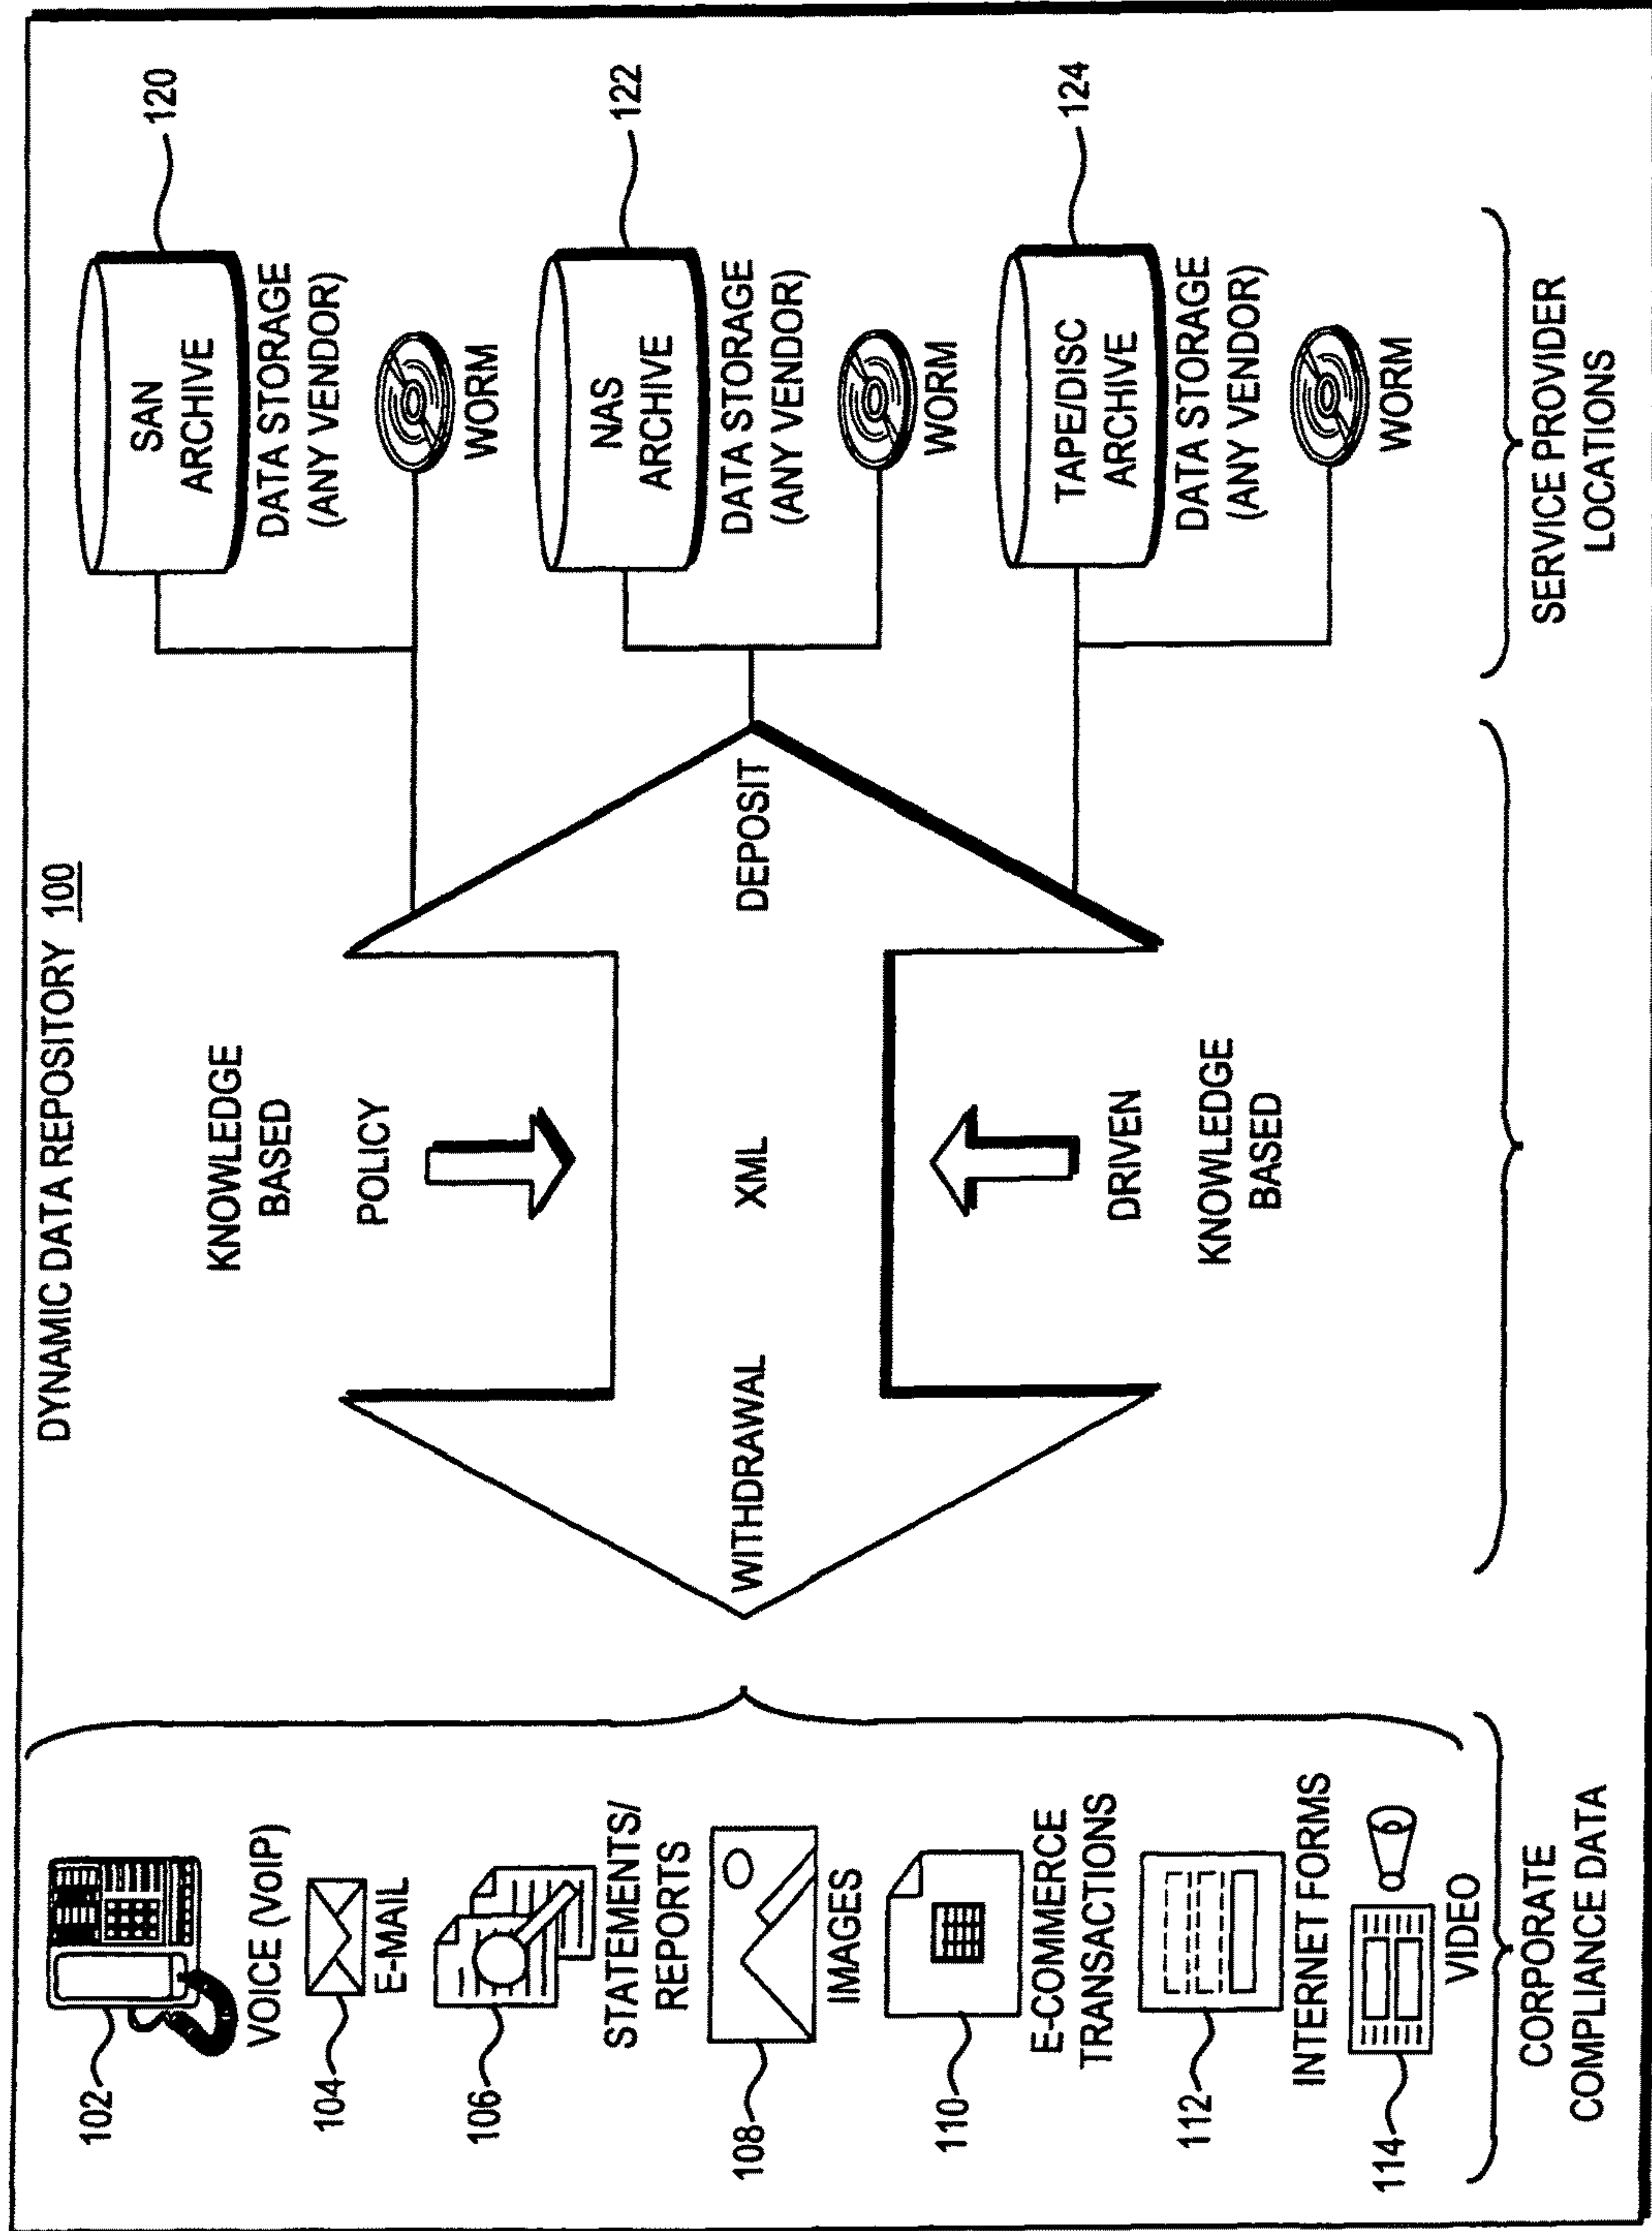 DYNAMIC DATA REPOSITORY 100
102
VOICE (VoIP)
104
E-MAIL
106
STATEMENTS/
REPORTS
108
IMAGES
110
E-COMMERCE
TRANSACTIONS
112
INTERNET FORMS
114
VIDEO
CORPORATE
COMPLIANCE DATA
KNOWLEDGE
BASED
POLICY
WITHDRAWAL
XML
DEPOSIT
DRIVEN
KNOWLEDGE
BASED
120
SAN
ARCHIVE
DATA STORAGE
(ANY VENDOR)
WORM
122
NAS
ARCHIVE
DATA STORAGE
(ANY VENDOR)
WORM
124
TAPE/DISC
ARCHIVE
DATA STORAGE
(ANY VENDOR)
WORM
SERVICE PROVIDER
LOCATIONS